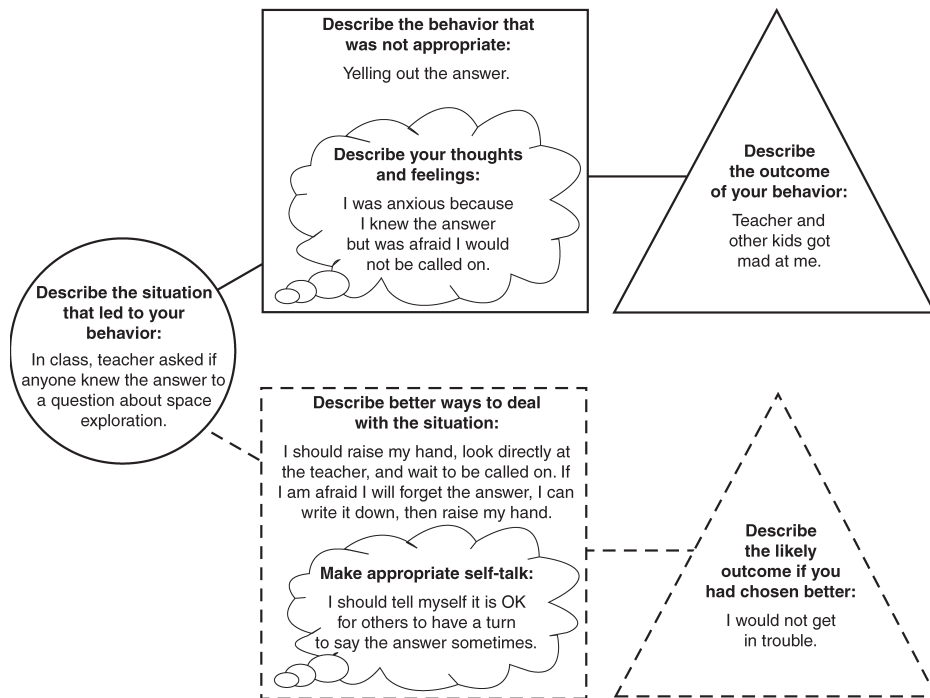 Describe the behavior that
was not appropriate:
Yelling out the answer.
Describe your thoughts
and feelings:
I was anxious because
I knew the answer
but was afraid I would
not be called on.
Describe
the outcome
of your behavior:
Teacher and
other kids got
mad at me.
Describe the situation
that led to your
behavior:
In class, teacher asked if
anyone knew the answer to
a question about space
exploration.
Describe better ways to deal
with the situation:
I should raise my hand, look directly at
the teacher, and wait to be called on. If
I am afraid I will forget the answer, I can
write it down, then raise my hand.
Make appropriate self-talk:
I should tell myself it is OK
for others to have a turn
to say the answer sometimes.
Describe
the likely
outcome if you
had chosen better:
I would not get
in trouble.